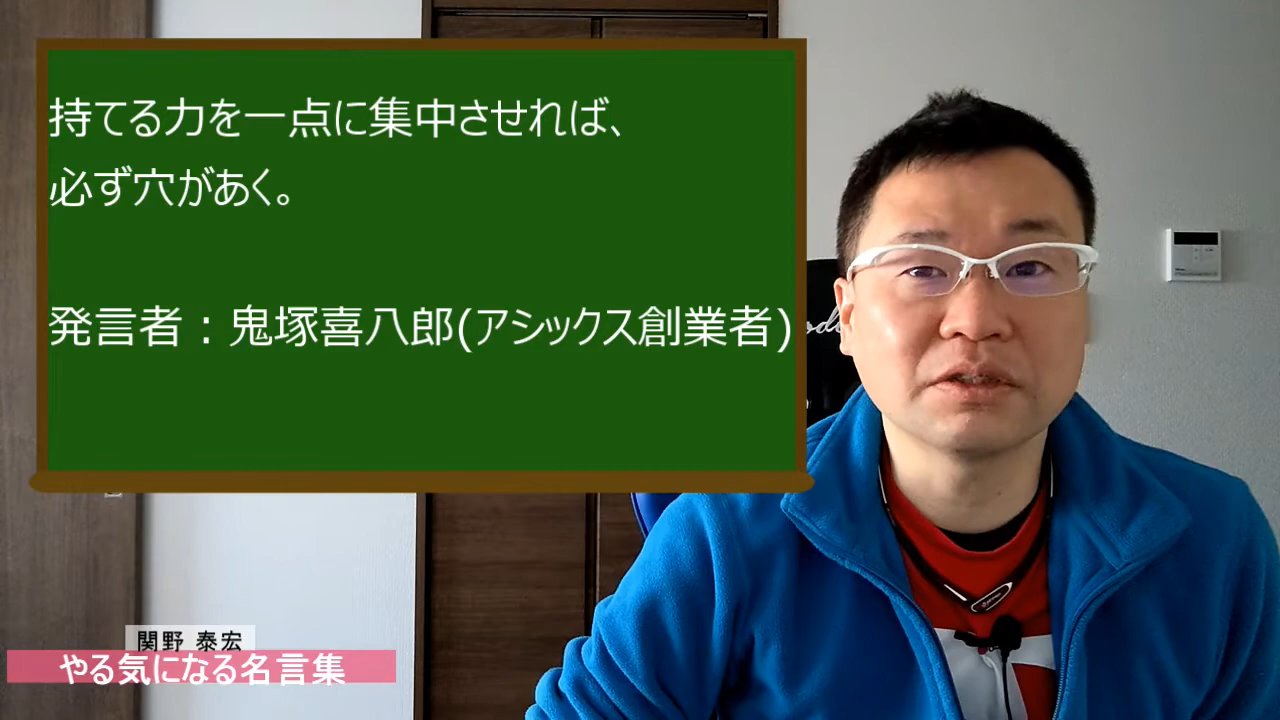 持てる力を一点に集中させれば、
必ず穴があく。
発言者：鬼塚喜八郎(アシックス創業者)
関野 泰宏
やる気になる名言集